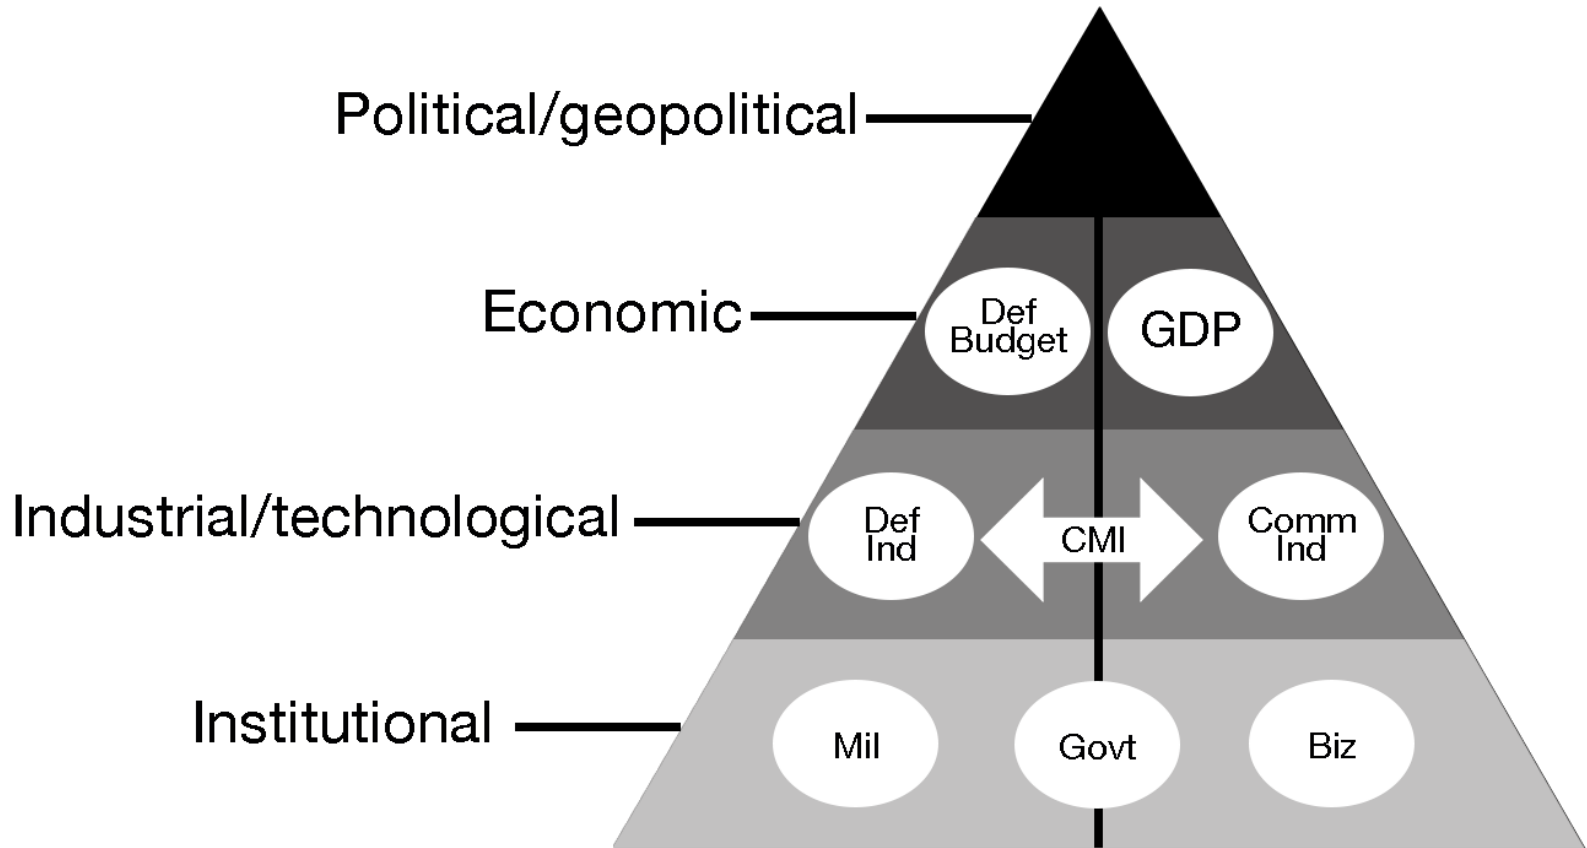 Political/geopolitical
Economic
Def
Budget
GDP
Industrial/technological
Def
Ind
CMI
Comm
Ind
Institutional
Mil
Govt
Biz